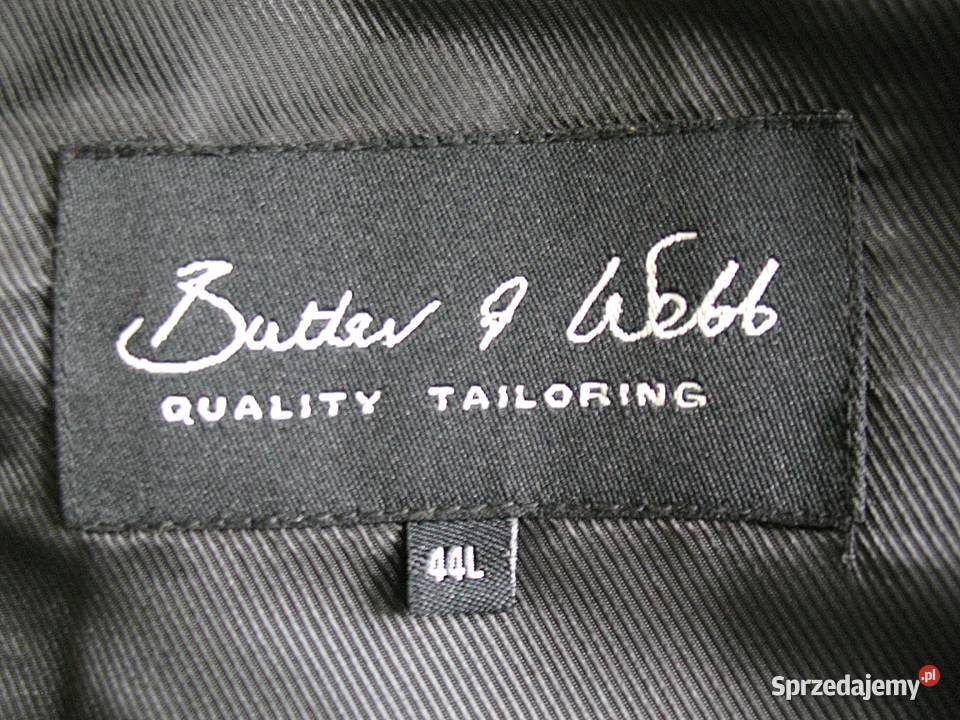 Butler & Webb
QUALITY TAILORING
44L
Sprzedajemy.pl